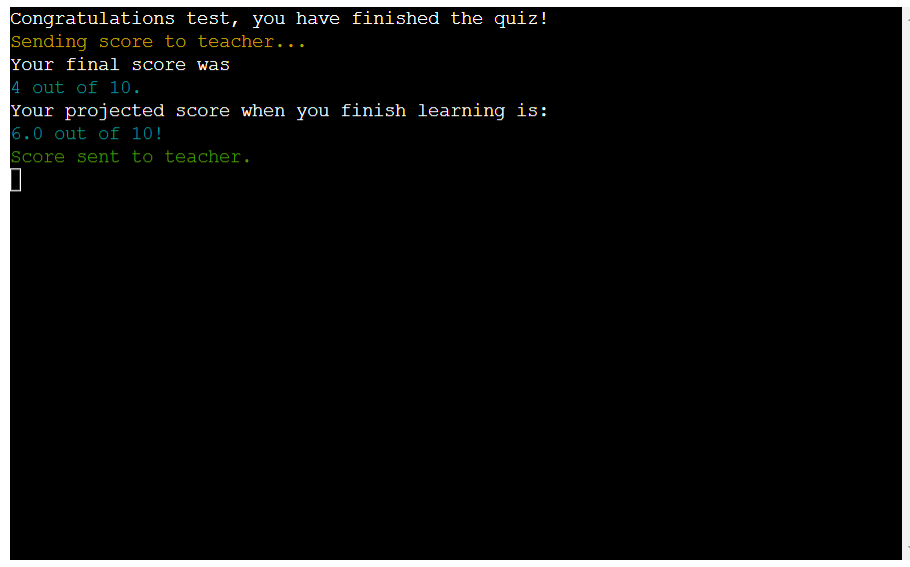 Congratulations test, you have finished the quiz!
Sending score to teacher...
Your final score was
4 out of 10.
Your projected score when you finish learning is:
6.0 out of 10!
Score sent to teacher.